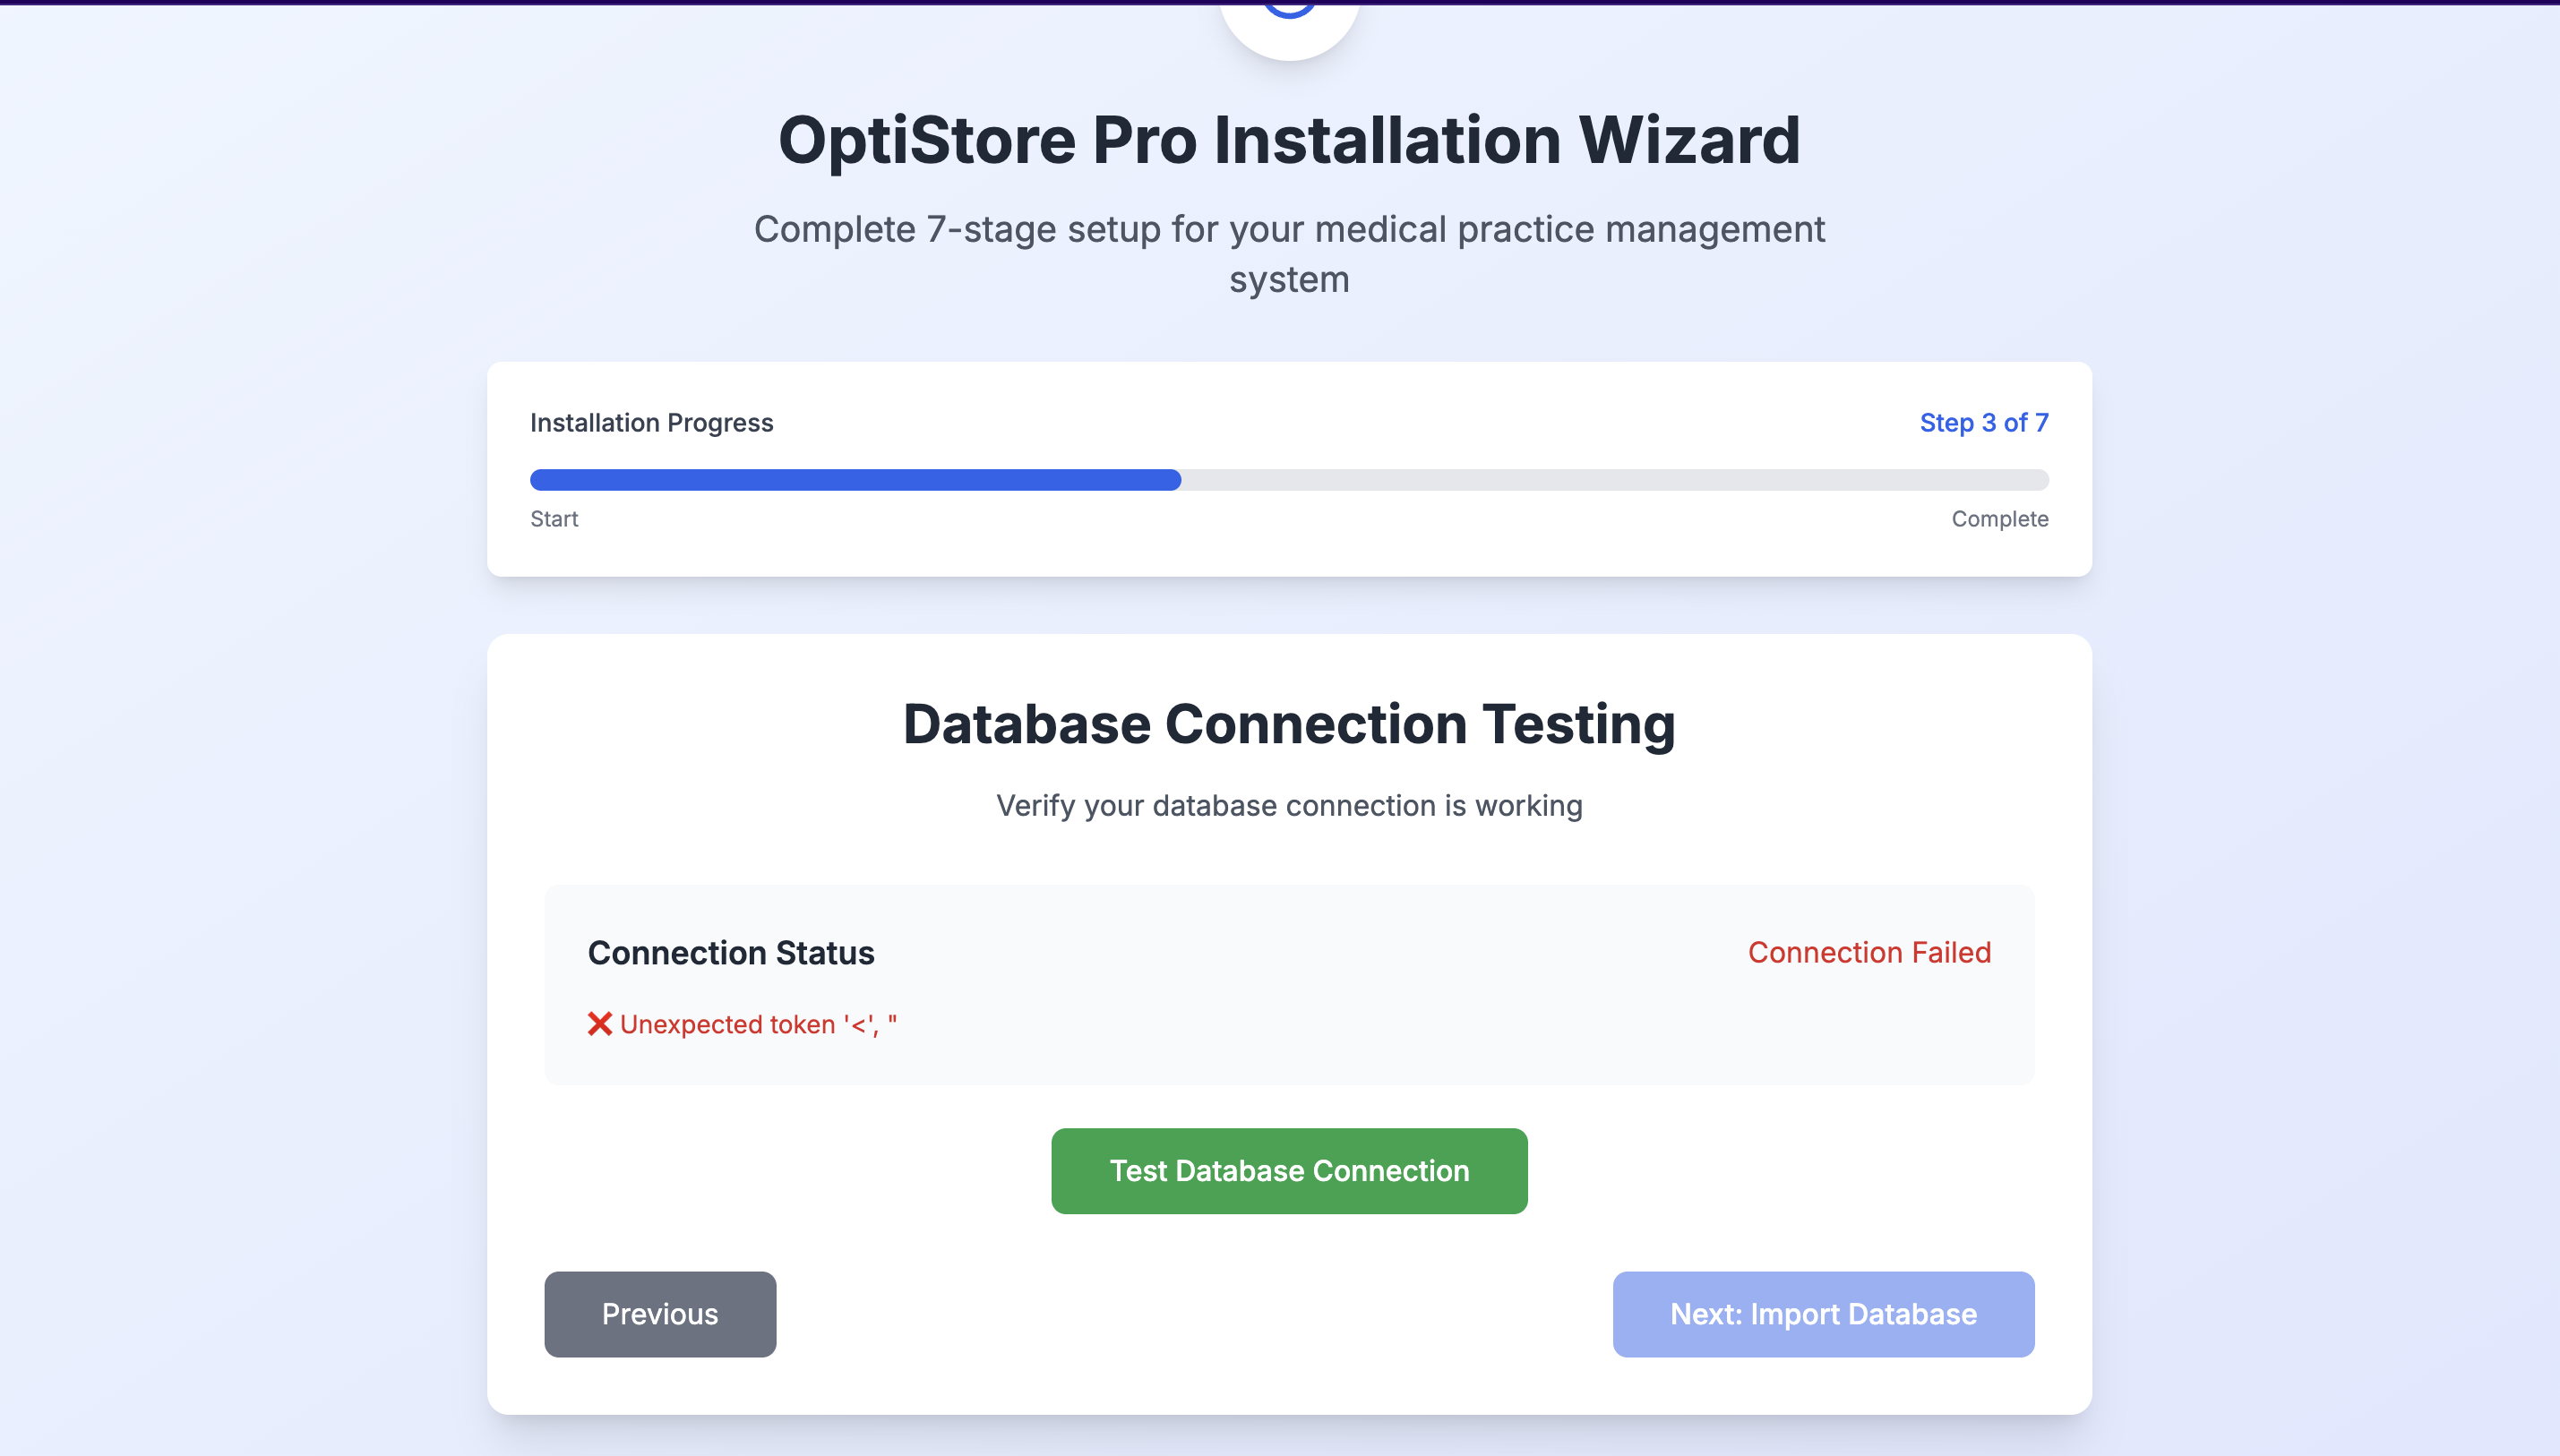 OptiStore Pro Installation Wizard
Complete 7-stage setup for your medical practice management
system
Installation Progress
Step 3 of 7
Start
Complete
Database Connection Testing
Verify your database connection is working
Connection Status
Connection Failed
❌ Unexpected token '<', "
Test Database Connection
Previous
Next: Import Database